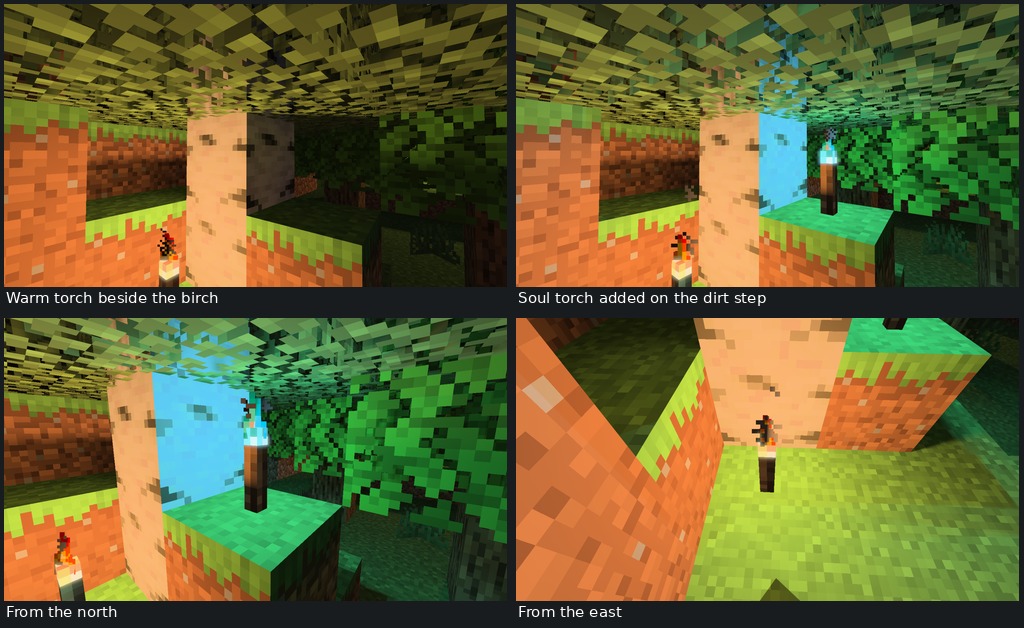 Warm torch beside the birch
Soul torch added on the dirt step
From the north
From the east